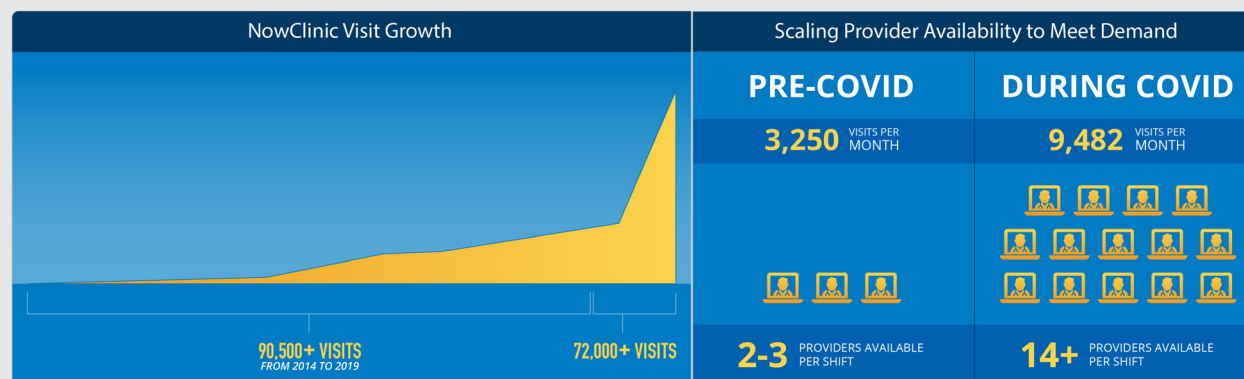 NowClinic Visit Growth
90,500+ VISITS
FROM 2014 TO 2019
72,000+ VISITS
Scaling Provider Availability to Meet Demand
PRE-COVID
3,250 VISITS PER
MONTH
2-3 PROVIDERS AVAILABLE
PER SHIFT
DURING COVID
9,482 VISITS PER
MONTH
14+ PROVIDERS AVAILABLE
PER SHIFT